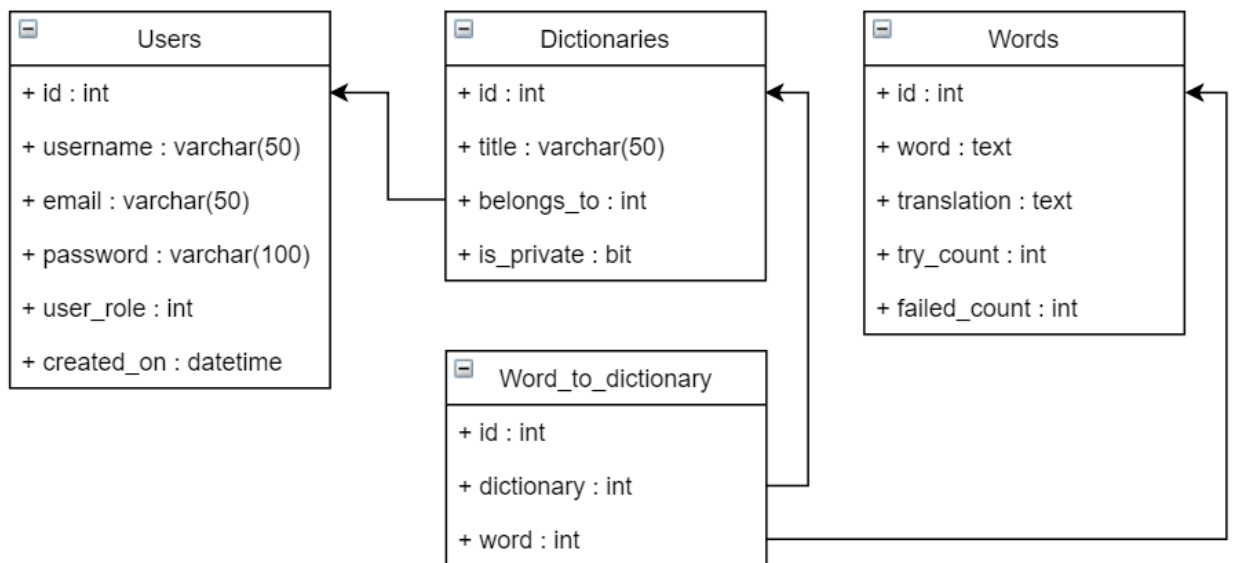 Users
+ id : int
+ username : varchar(50)
+ email : varchar(50)
+ password : varchar(100)
+ user_role : int
+ created_on : datetime
Dictionaries
+ id : int
+ title : varchar(50)
+ belongs_to : int
+ is_private : bit
Words
+ id : int
+ word : text
+ translation : text
+ try_count : int
+ failed_count : int
Word_to_dictionary
+ id : int
+ dictionary : int
+ word : int